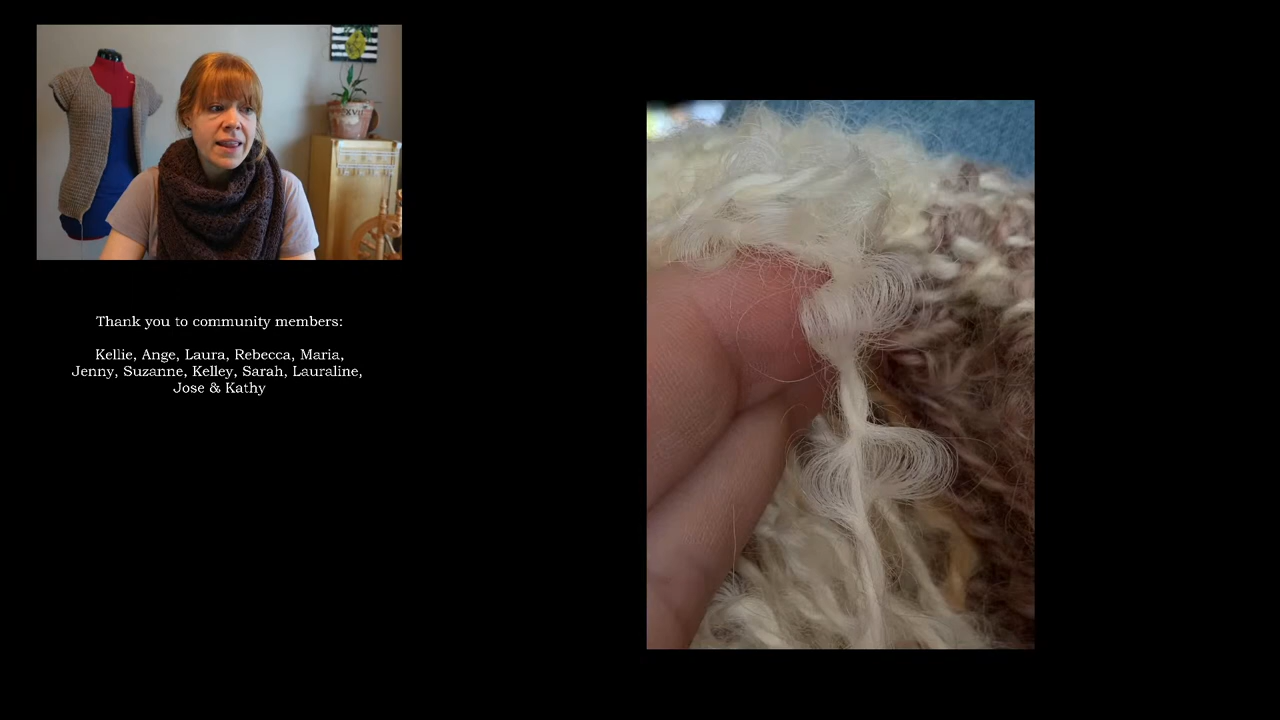 Thank you to community members:
Kellie, Ange, Laura, Rebecca, Maria,
Jenny, Suzanne, Kelley, Sarah, Lauraline,
Jose & Kathy